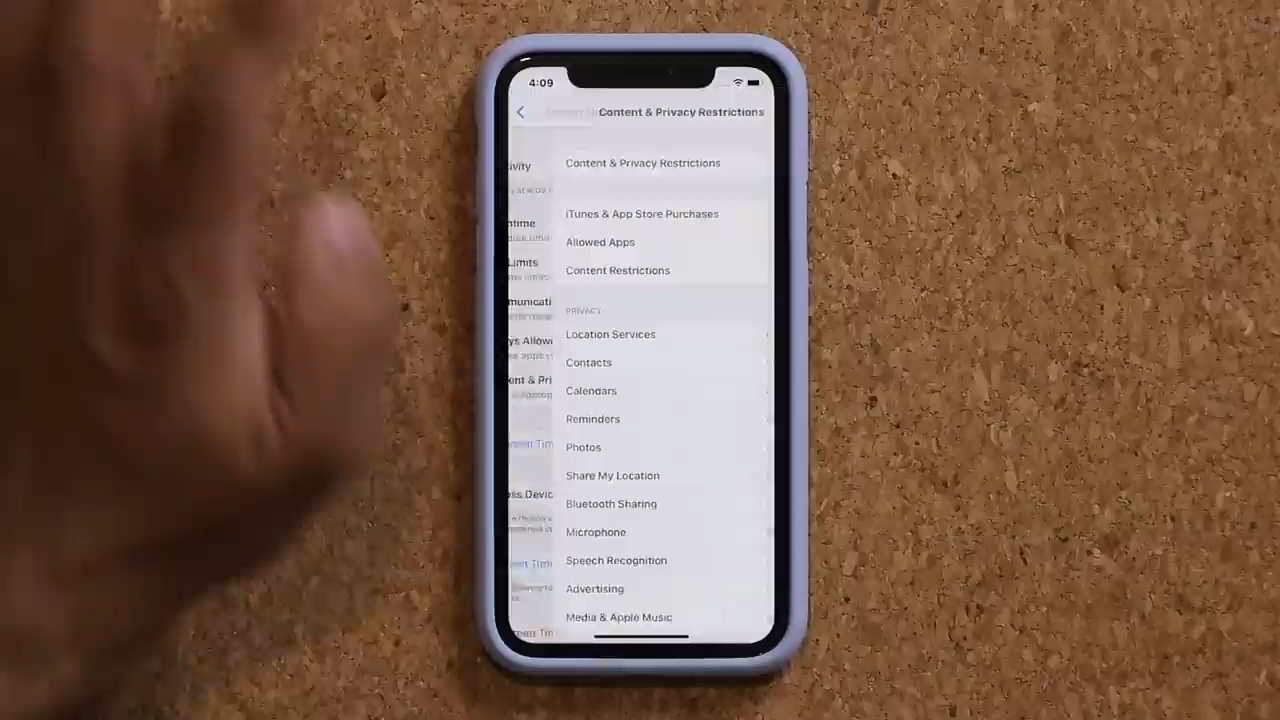 4:09
Content & Privacy Restrictions
Content & Privacy Restrictions
iTunes & App Store Purchases
Allowed Apps
Content Restrictions
PRIVACY
Location Services
Contacts
Calendars
Reminders
Photos
Share My Location
Bluetooth Sharing
Microphone
Speech Recognition
Advertising
Media & Apple Music